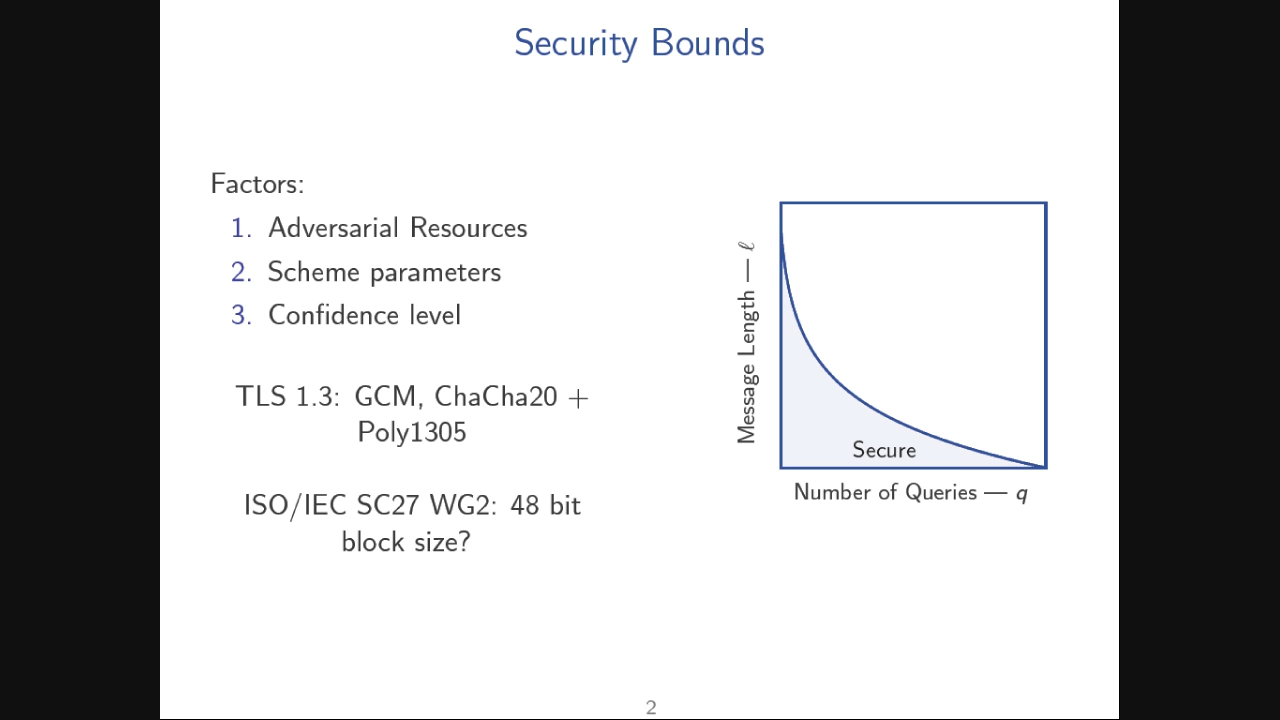 Security Bounds
Factors:
1. Adversarial Resources
2. Scheme parameters
3. Confidence level
TLS 1.3: GCM, ChaCha20 +
Poly1305
ISO/IEC SC27 WG2: 48 bit
block size?
Message Length — ℓ
Secure
Number of Queries — q
2